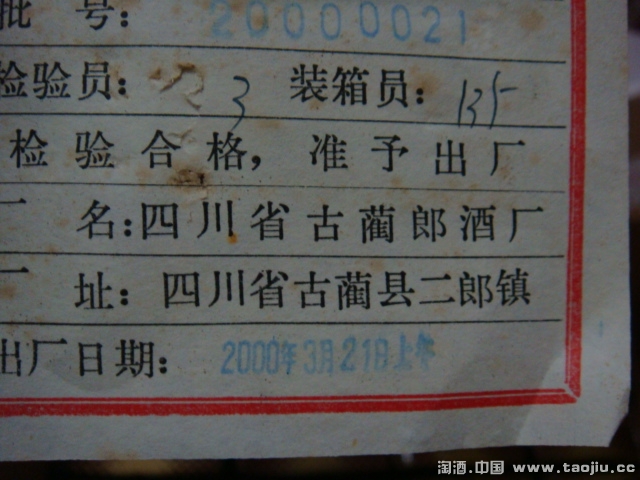 批号: 20000021
检验员: 23 装箱员: 135
检验合格,准予出厂
厂名:四川省古蔺郎酒厂
厂址:四川省古蔺县二郎镇
出厂日期: 2000年3月21日上午
淘酒.中国 www.taojiu.cc